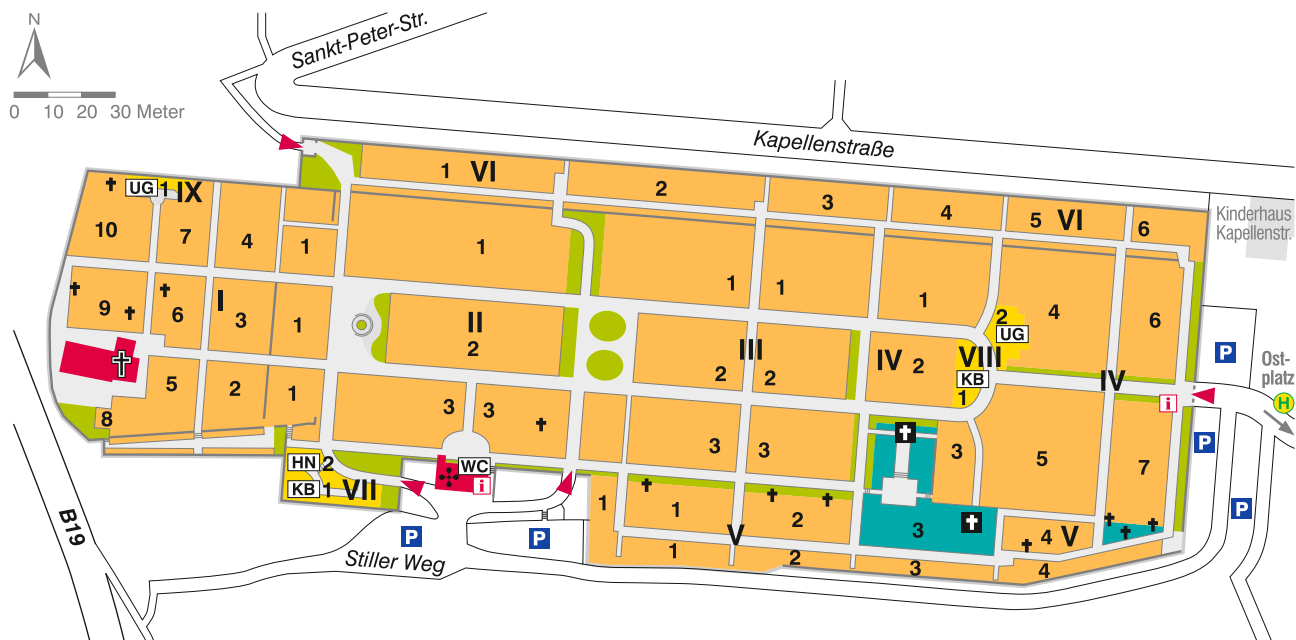 N
0 10 20 30 Meter
Sankt-Peter-Str.
Kapellenstraße
Kinderhaus
Kapellenstr.
1 VI
2
3
4
5 VI
6
UG 1 IX
10
7
4
1
1
1
1
1
4
6
9
6
I
3
1
II
2
III
2
2
IV 2
2
UG
VIII
KB
1
IV
P
Ost-
platz
H
i
5
2
1
8
3
3
3
3
3
5
7
P
HN 2
KB 1 VII
WC
i
P
P
P
1
1
2
3
4 V
V
1
2
3
4
B19
Stiller Weg